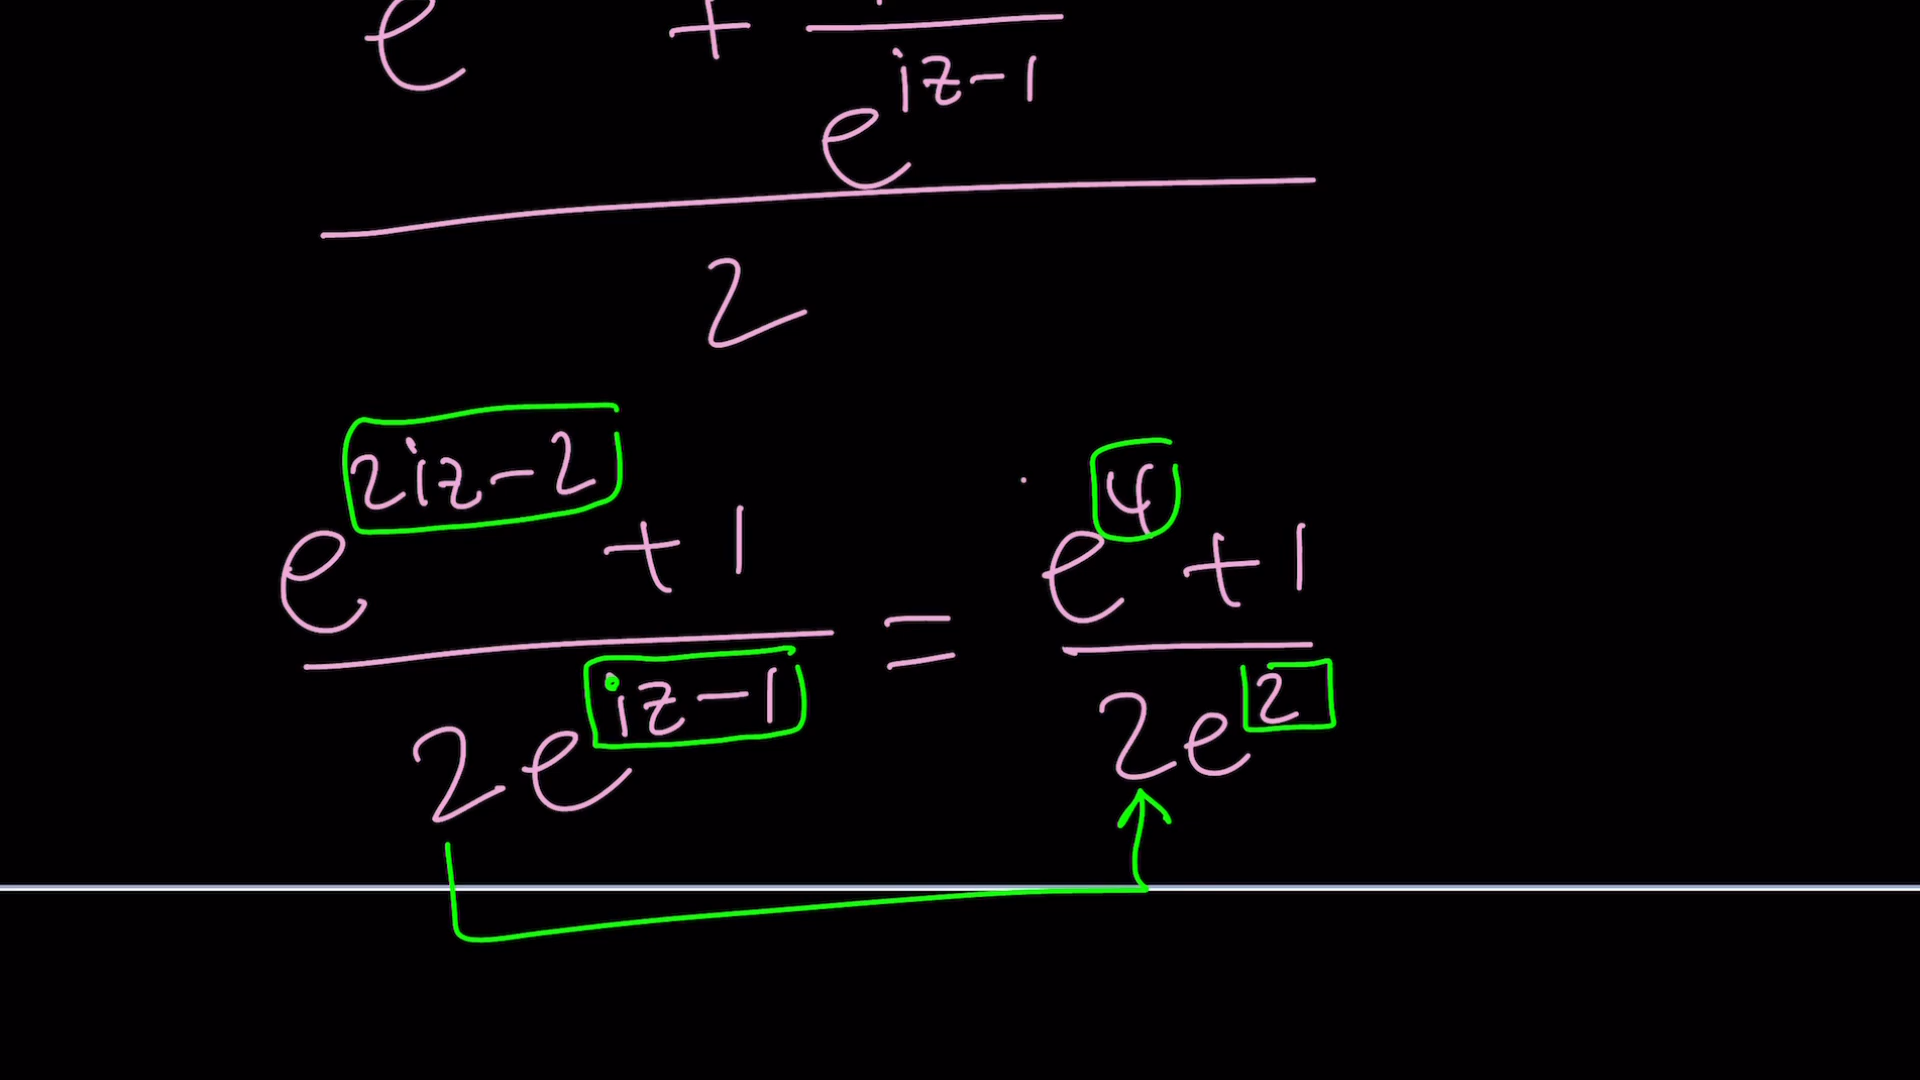 e + 1/e^{iz-1}
2
(e^{2iz-2} + 1)/(2e^{iz-1}) = (e^4 + 1)/(2e^2)